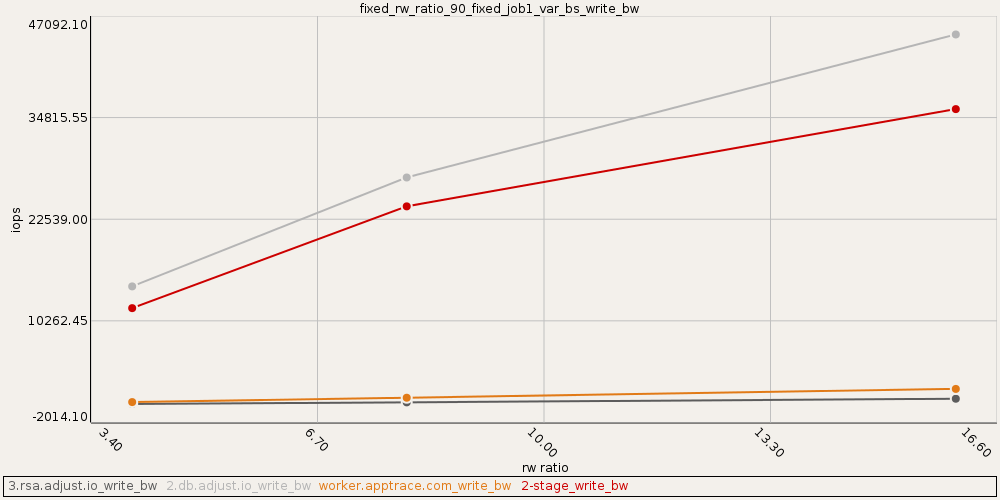 fixed_rw_ratio_90_fixed_job1_var_bs_write_bw
47092.10
34815.55
22539.00
10262.45
-2014.10
iops
3.40 6.70 10.00 13.30 16.60
rw ratio
3.rsa.adjust.io_write_bw 2.db.adjust.io_write_bw worker.apptrace.com_write_bw 2-stage_write_bw